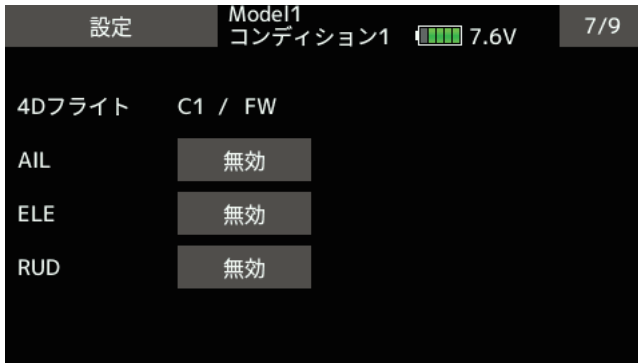 設定
Model1
コンディション1 7.6V
7/9
4Dフライト C1 / FW
AIL 無効
ELE 無効
RUD 無効